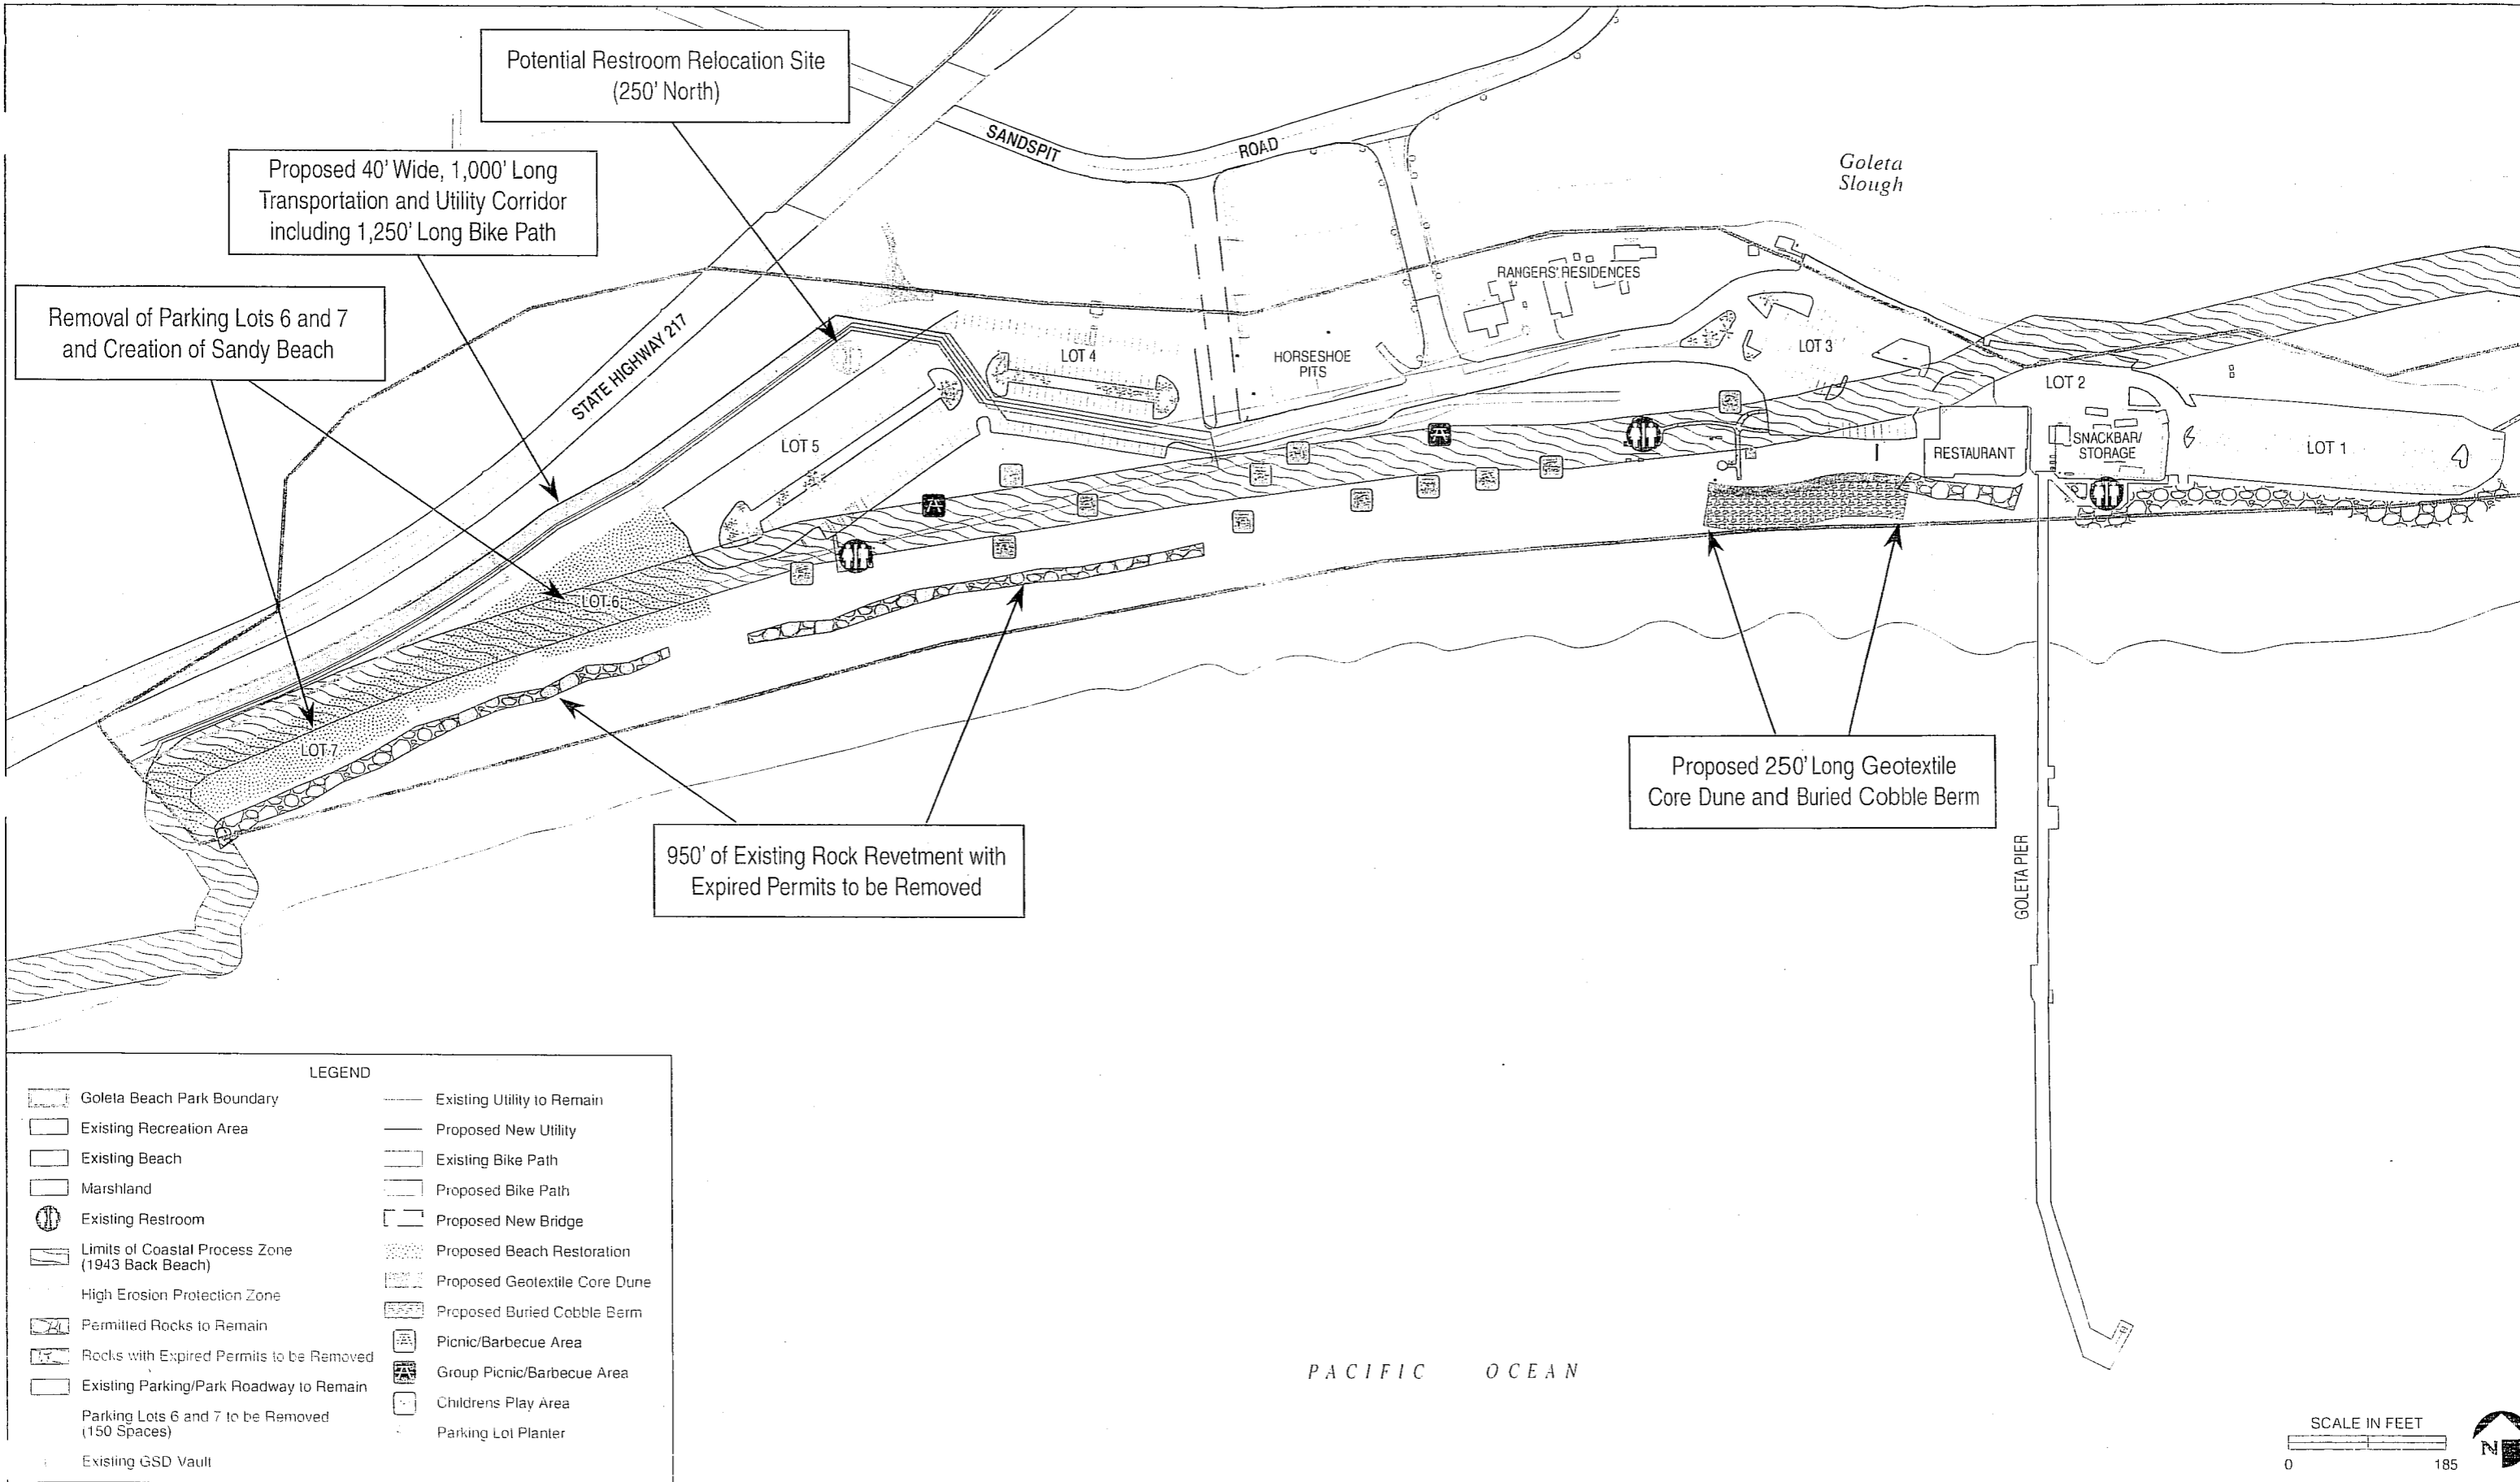 Potential Restroom Relocation Site
(250' North)
Proposed 40' Wide, 1,000' Long
Transportation and Utility Corridor
including 1,250' Long Bike Path
Removal of Parking Lots 6 and 7
and Creation of Sandy Beach
SANDSPIT ROAD
Goleta
Slough
STATE HIGHWAY 217
RANGERS' RESIDENCES
LOT 4
HORSESHOE
PITS
LOT 3
LOT 2
LOT 5
RESTAURANT
SNACKBAR/
STORAGE
LOT 1
LOT 6
LOT 7
Proposed 250' Long Geotextile
Core Dune and Buried Cobble Berm
950' of Existing Rock Revetment with
Expired Permits to be Removed
GOLETA PIER
LEGEND
Goleta Beach Park Boundary
Existing Recreation Area
Existing Beach
Marshland
Existing Restroom
Limits of Coastal Process Zone
(1943 Back Beach)
High Erosion Protection Zone
Permitted Rocks to Remain
Rocks with Expired Permits to be Removed
Existing Parking/Park Roadway to Remain
Parking Lots 6 and 7 to be Removed
(150 Spaces)
Existing GSD Vault
Existing Utility to Remain
Proposed New Utility
Existing Bike Path
Proposed Bike Path
Proposed New Bridge
Proposed Beach Restoration
Proposed Geotextile Core Dune
Proposed Buried Cobble Berm
Picnic/Barbecue Area
Group Picnic/Barbecue Area
Childrens Play Area
Parking Lot Planter
PACIFIC OCEAN
SCALE IN FEET
0 185
N